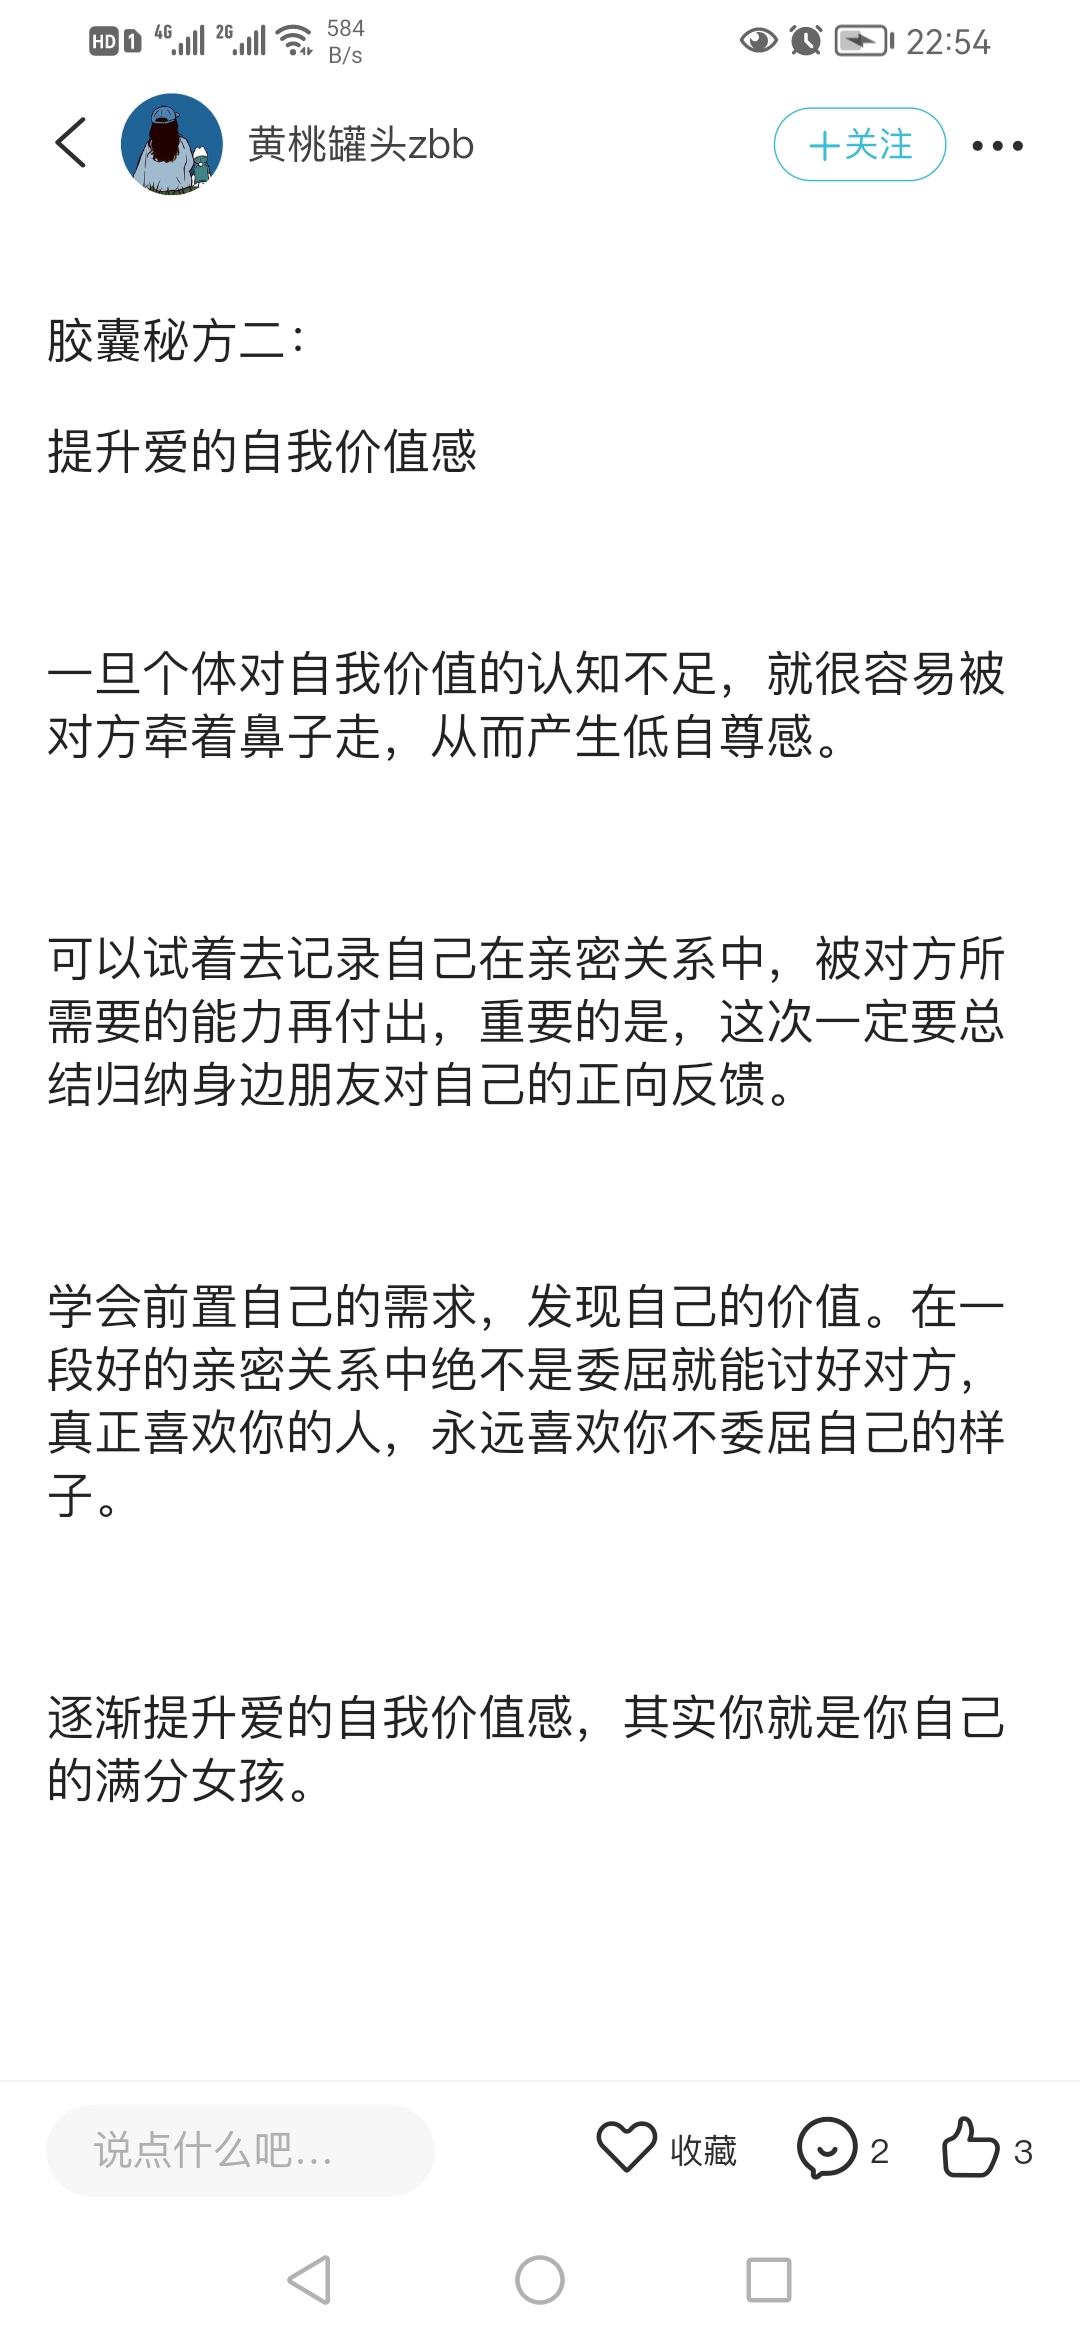 HD 1 4G 2G 584 B/s 22:54
黄桃罐头zbb +关注
胶囊秘方二：
提升爱的自我价值感
一旦个体对自我价值的认知不足，就很容易被
对方牵着鼻子走，从而产生低自尊感。
可以试着去记录自己在亲密关系中，被对方所
需要的能力再付出，重要的是，这次一定要总
结归纳身边朋友对自己的正向反馈。
学会前置自己的需求，发现自己的价值。在一
段好的亲密关系中绝不是委屈就能讨好对方，
真正喜欢你的人，永远喜欢你不委屈自己的样
子。
逐渐提升爱的自我价值感，其实你就是你自己
的满分女孩。
说点什么吧... 收藏 2 3